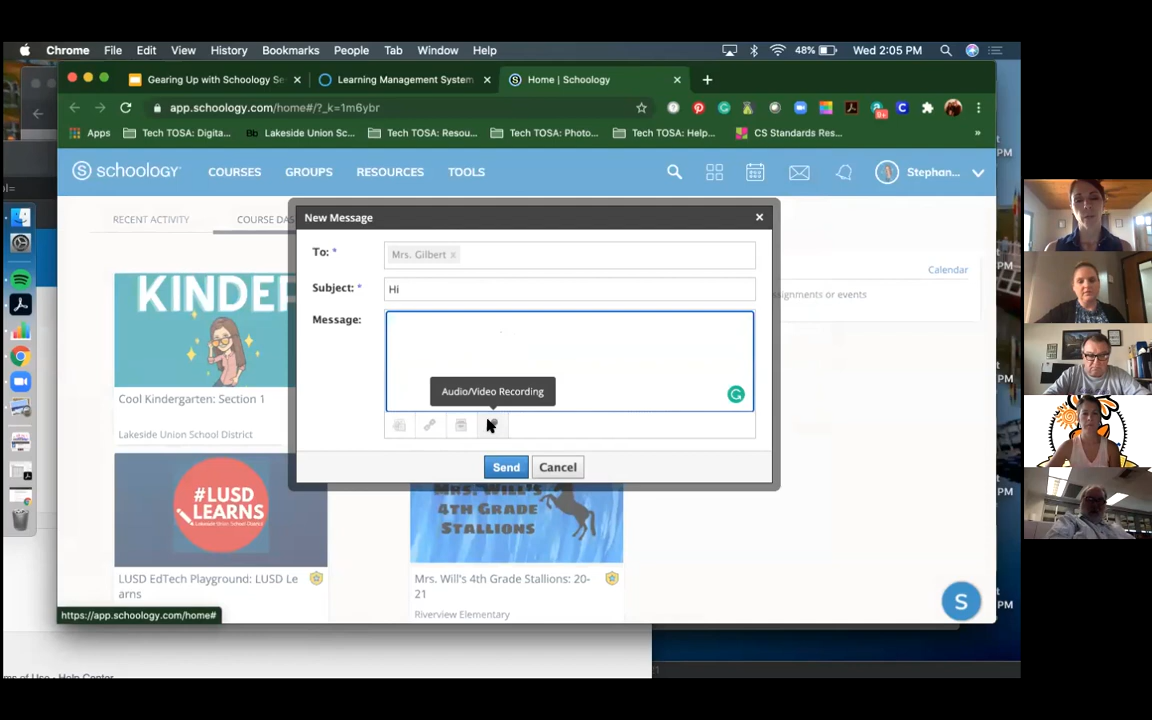 Chrome File Edit View History Bookmarks People Tab Window Help 48% Wed 2:05 PM
Gearing Up with Schoology Se Learning Management System Home | Schoology
app.schoology.com/home#/?_k=1m6ybr
Apps Tech TOSA: Digita... Bb Lakeside Union Sc... Tech TOSA: Resou... Tech TOSA: Photo... Tech TOSA: Help... CS Standards Res... »
S schoology COURSES GROUPS RESOURCES TOOLS Stephan...
RECENT ACTIVITY COURSE DA
New Message
To: * Mrs. Gilbert x
Calendar
Subject: * Hi
signments or events
Message:
KINDE
Audio/Video Recording
Cool Kindergarten: Section 1
Lakeside Union School District
Send Cancel
#LUSD
LEARNS
Lakeside Union School District
MRS. WILL'S
4TH GRADE
STALLIONS
LUSD EdTech Playground: LUSD Le
arns
Mrs. Will's 4th Grade Stallions: 20-
21
Riverview Elementary
S
https://app.schoology.com/home#